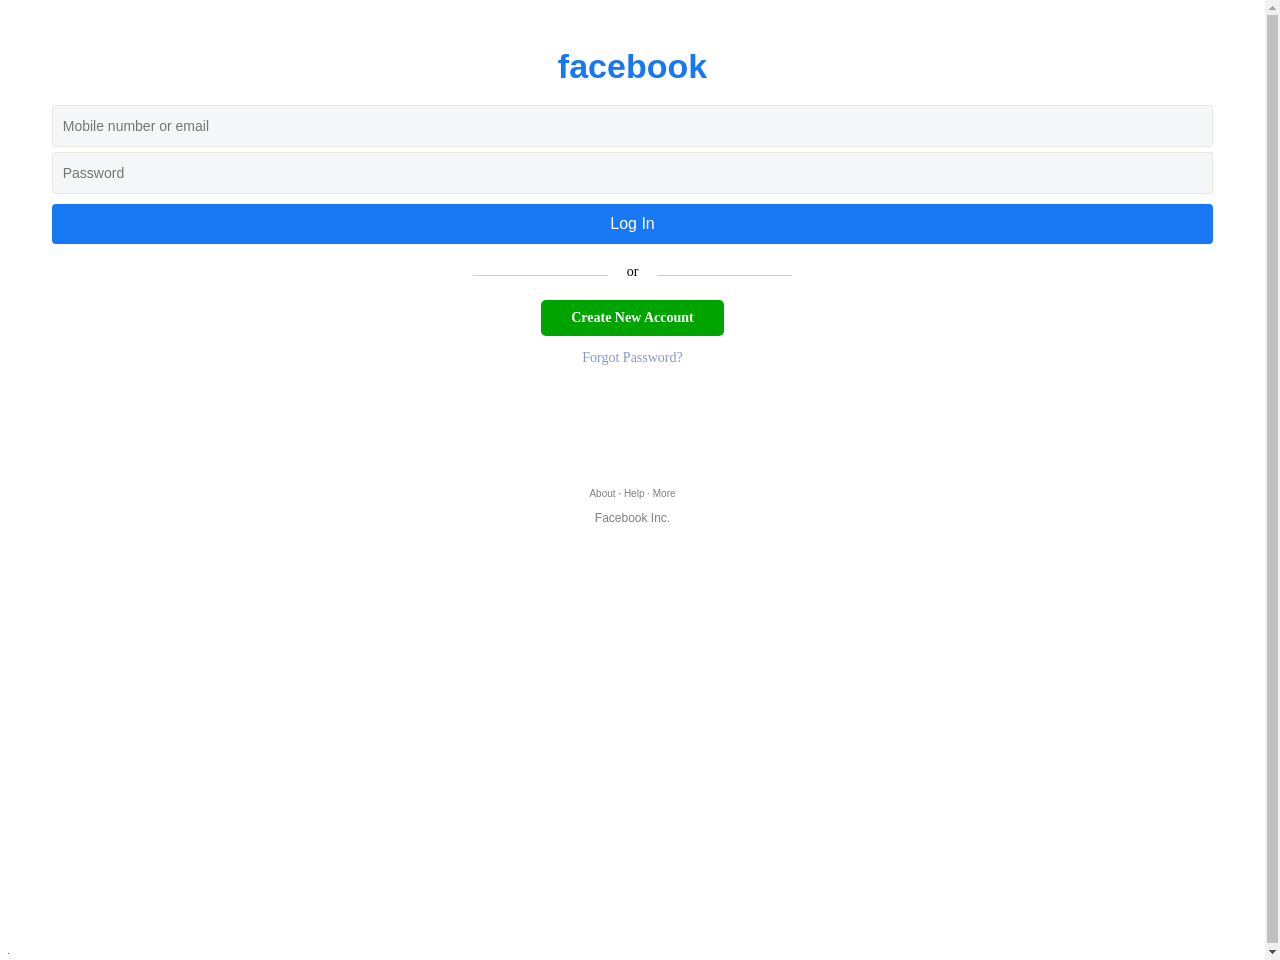 facebook
Mobile number or email
Password
Log In
or
Create New Account
Forgot Password?
About · Help · More
Facebook Inc.
.